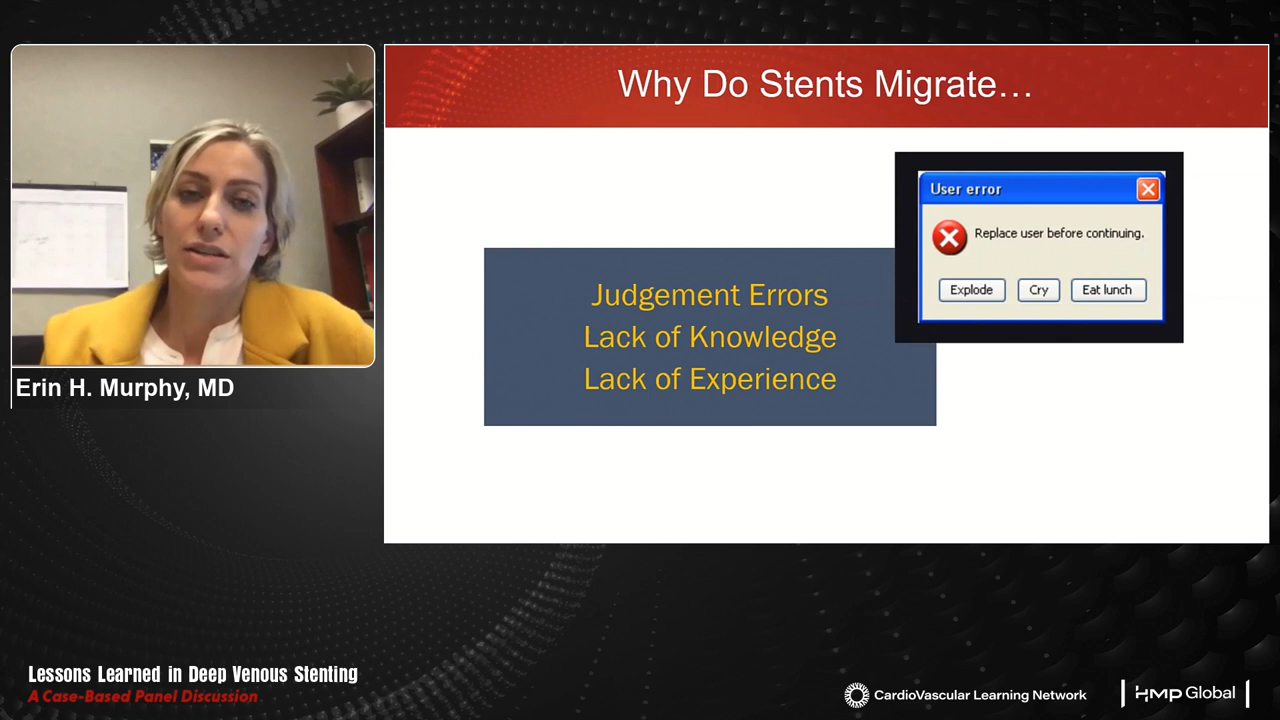 Why Do Stents Migrate…
User error
Replace user before continuing.
Explode Cry Eat lunch
Judgement Errors
Lack of Knowledge
Lack of Experience
Erin H. Murphy, MD
Lessons Learned in Deep Venous Stenting
A Case-Based Panel Discussion
CardioVascular Learning Network
HMP Global